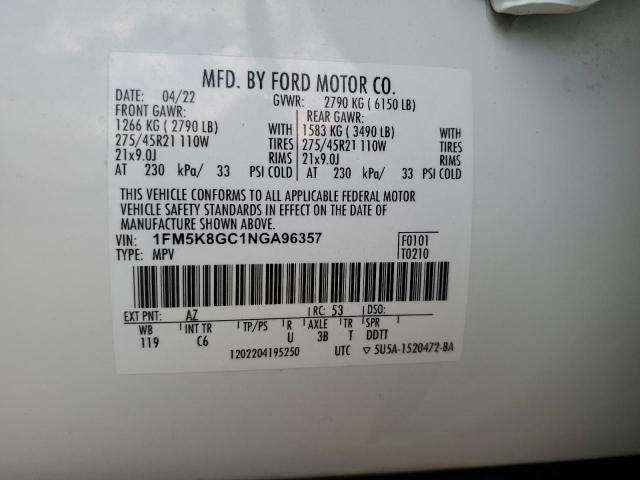 MFD. BY FORD MOTOR CO.
DATE: 04/22 GVWR: 2790 KG ( 6150 LB)
FRONT GAWR: REAR GAWR:
1266 KG ( 2790 LB) WITH 1583 KG ( 3490 LB) WITH
275/45R21 110W TIRES 275/45R21 110W TIRES
21x9.0J RIMS 21x9.0J RIMS
AT 230 kPa/ 33 PSI COLD AT 230 kPa/ 33 PSI COLD
THIS VEHICLE CONFORMS TO ALL APPLICABLE FEDERAL MOTOR
VEHICLE SAFETY STANDARDS IN EFFECT ON THE DATE OF
MANUFACTURE SHOWN ABOVE.
VIN: 1FM5K8GC1NGA96357 F0101
TYPE: MPV T0210
EXT PNT: AZ RC: 53 DSO:
WB INT TR TP/PS R AXLE TR SPR
119 C6 U 3B T DDTT
1202204195250 UTC ▽ 5U5A-1520472-BA